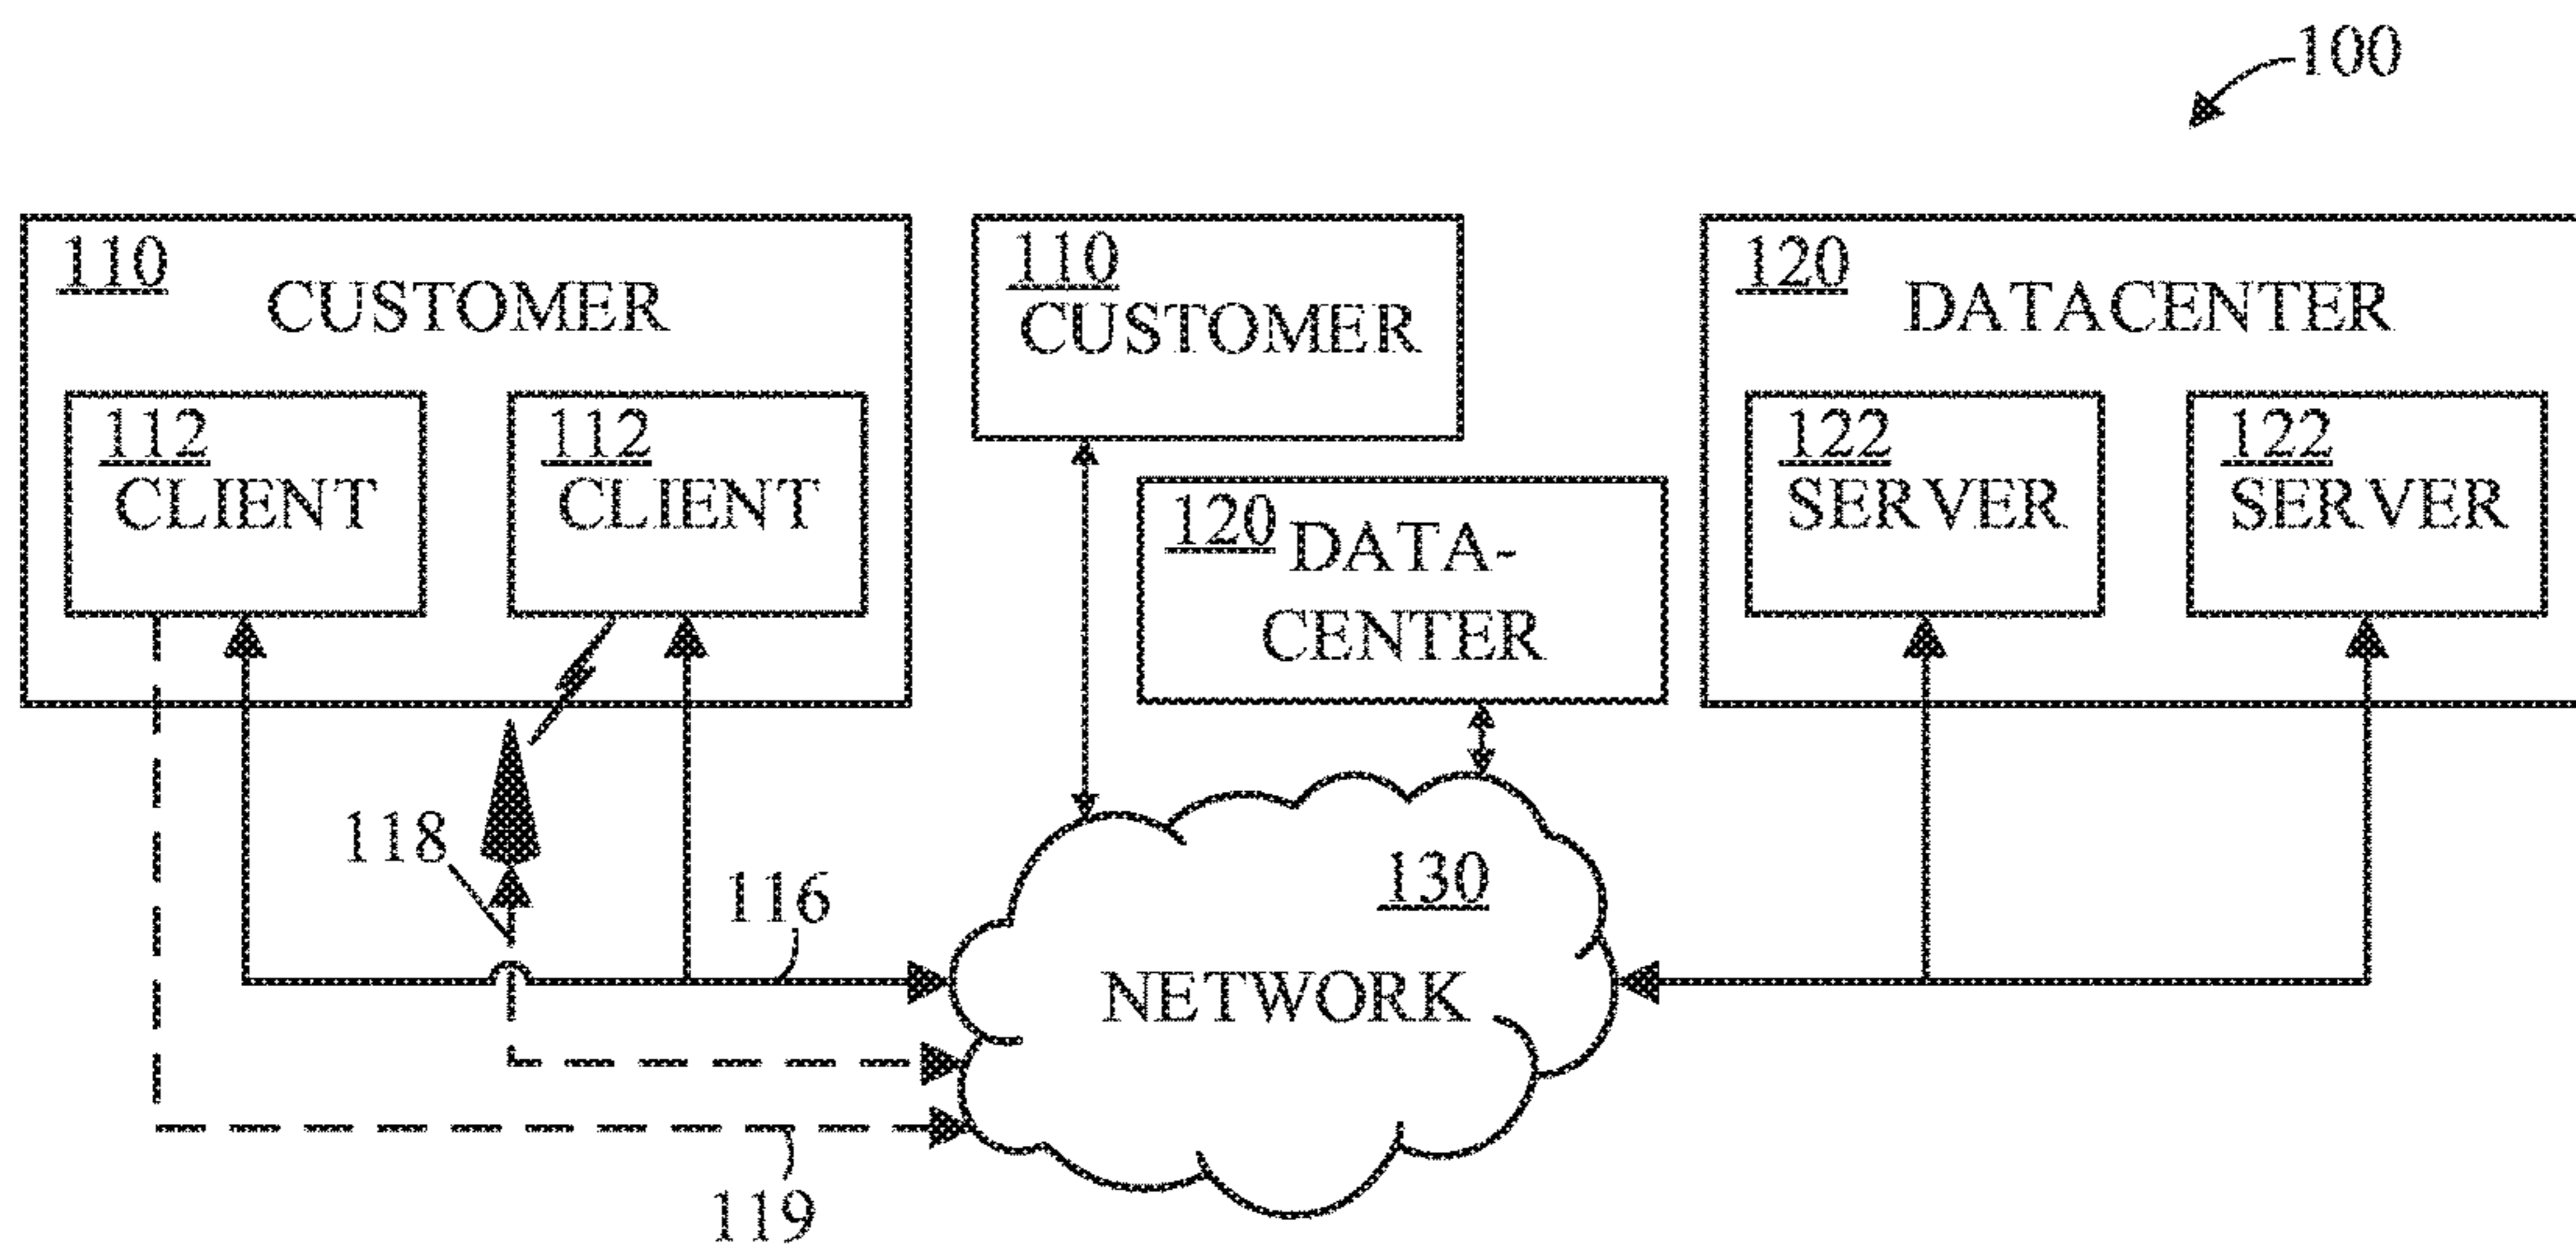 100
110
CUSTOMER
112
CLIENT
112
CLIENT
110
CUSTOMER
120
DATA-
CENTER
120
DATACENTER
122
SERVER
122
SERVER
118
116
130
NETWORK
119